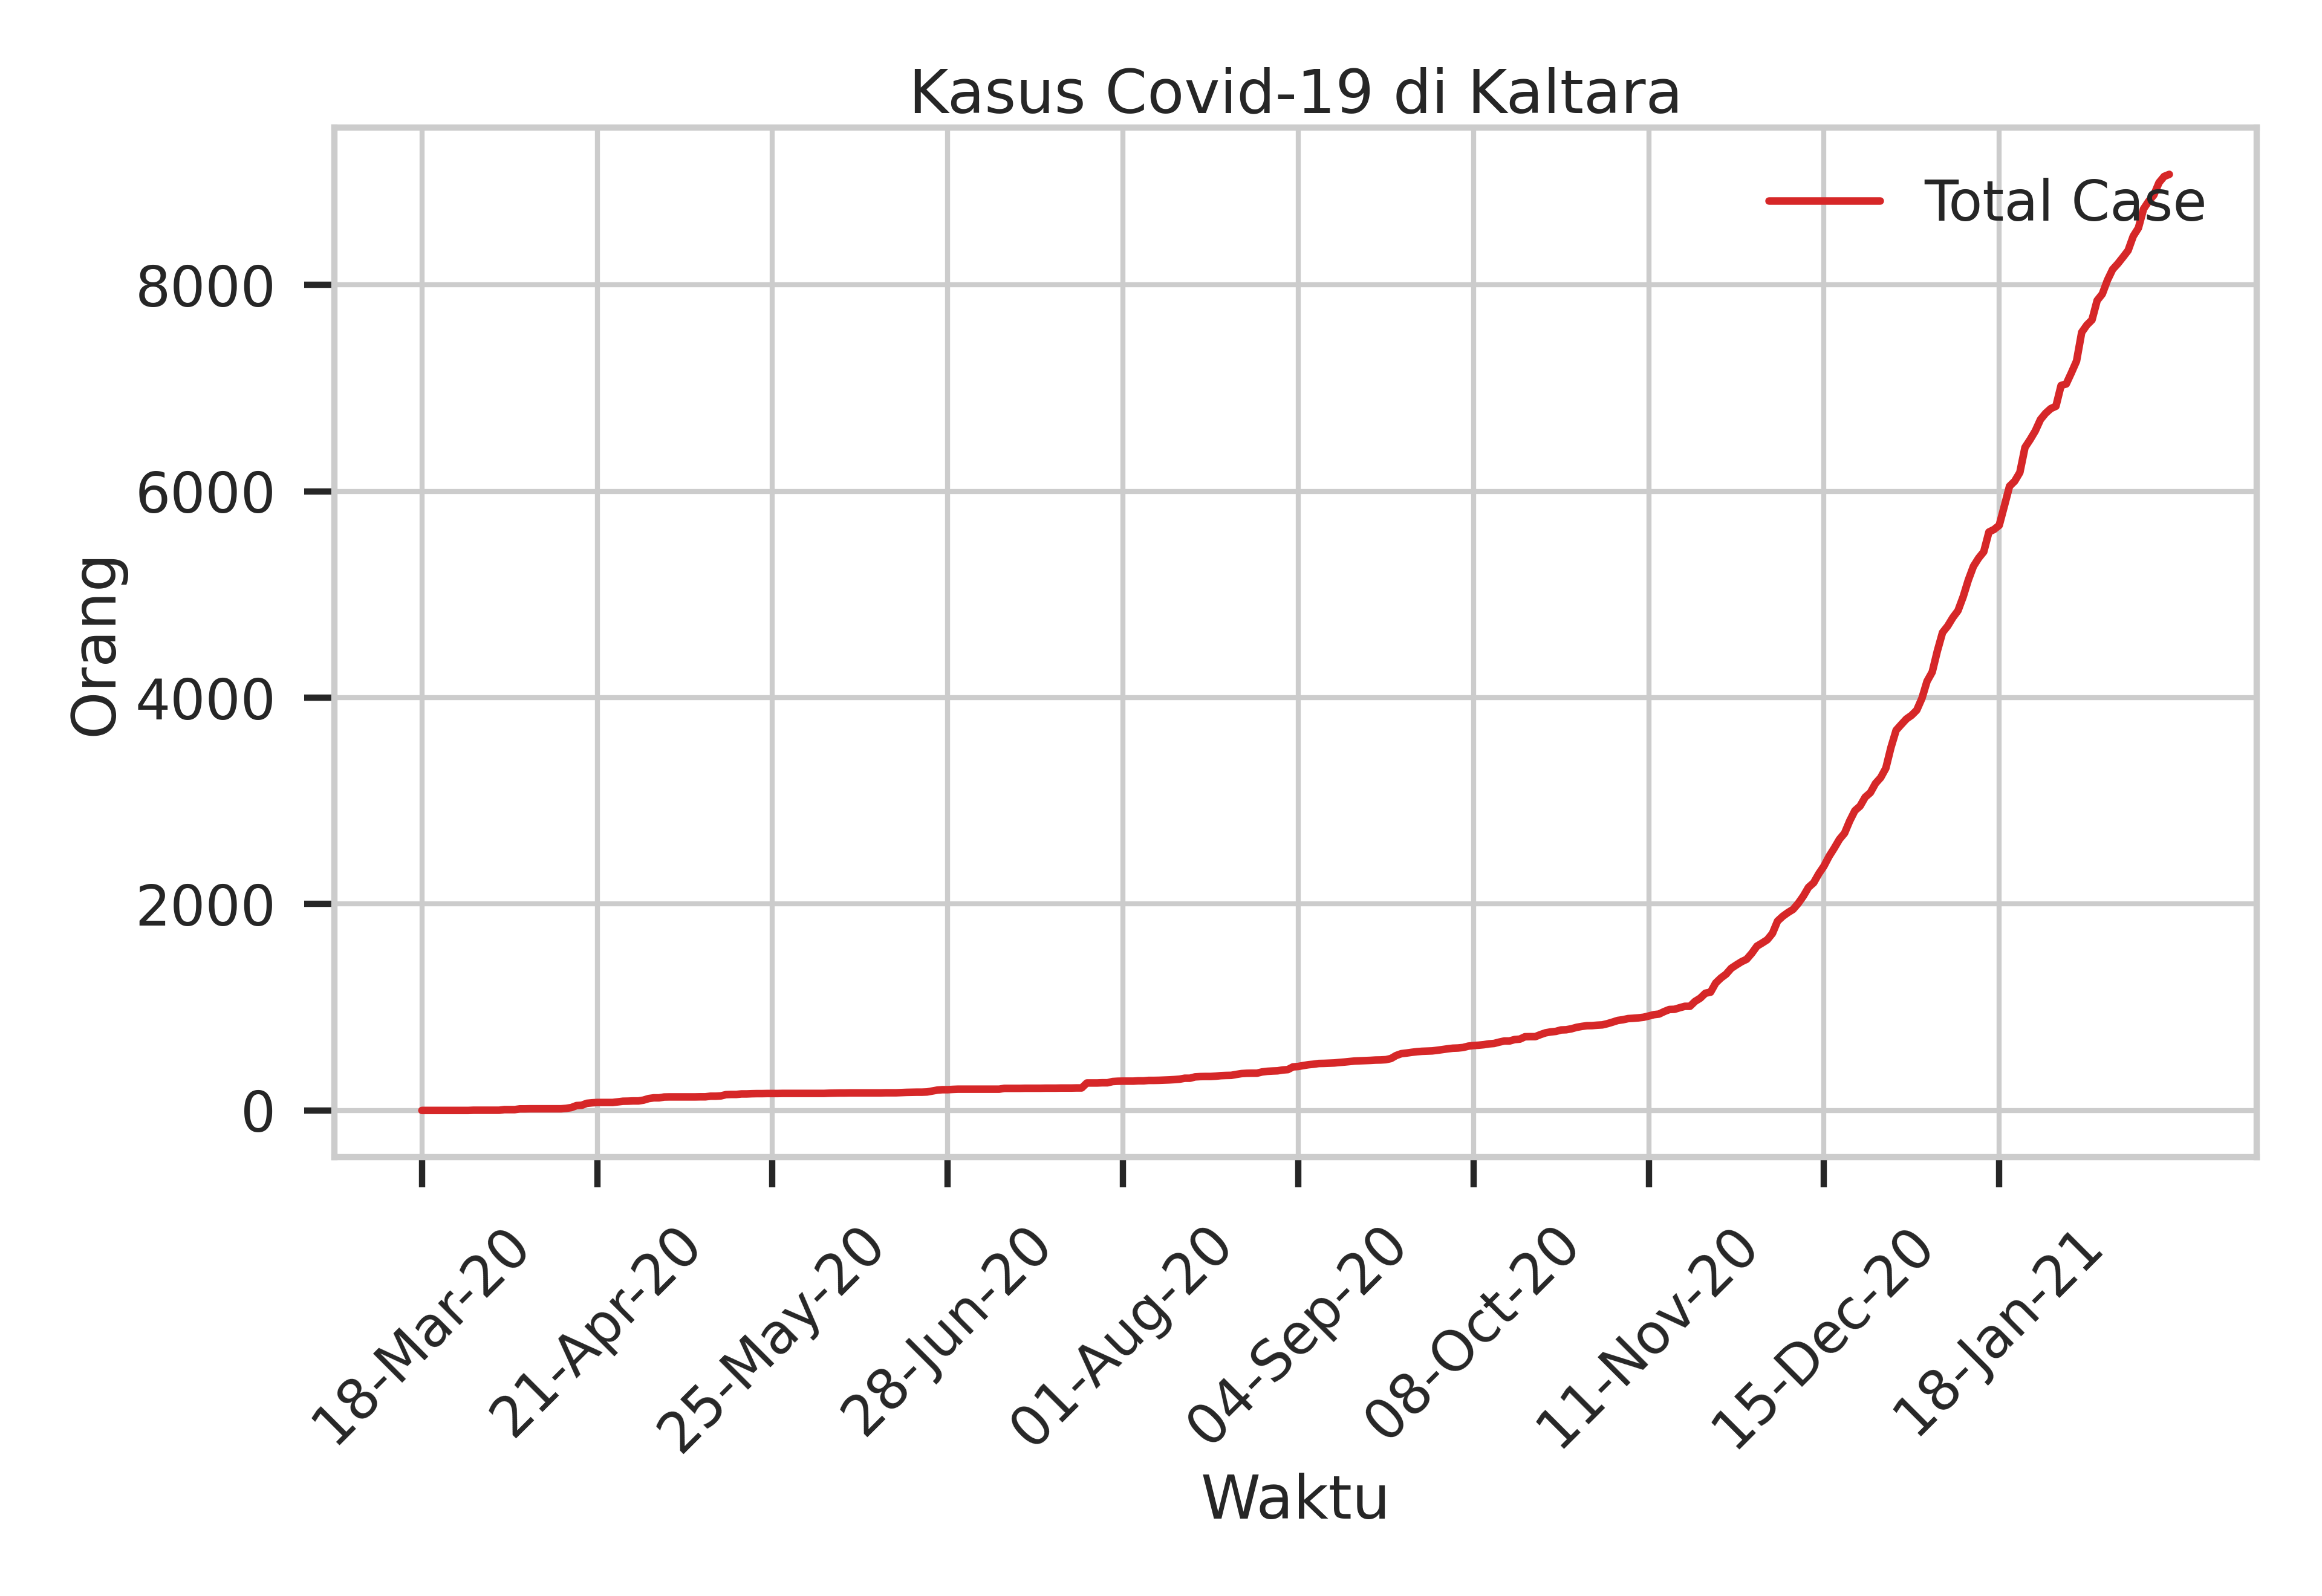 Kasus Covid-19 di Kaltara
Total Case
Orang
8000
6000
4000
2000
0
18-Mar-20
21-Apr-20
25-May-20
28-Jun-20
01-Aug-20
04-Sep-20
08-Oct-20
11-Nov-20
15-Dec-20
18-Jan-21
Waktu